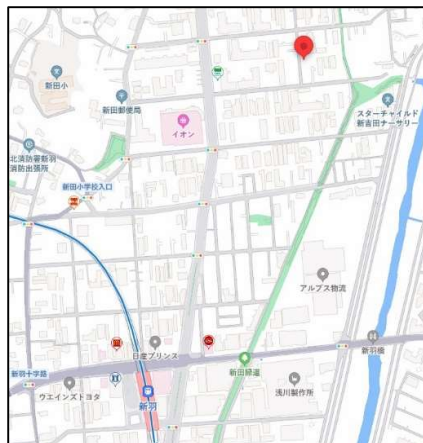 新田小
新田郵便局
イオン
スターチャイルド
新吉田ナーサリー
北消防署新羽
消防出張所
新田小学校入口
アルプス物流
日産プリンス
新羽橋
新羽十字路
新田緑道
ウエインズトヨタ
新羽
浅川製作所